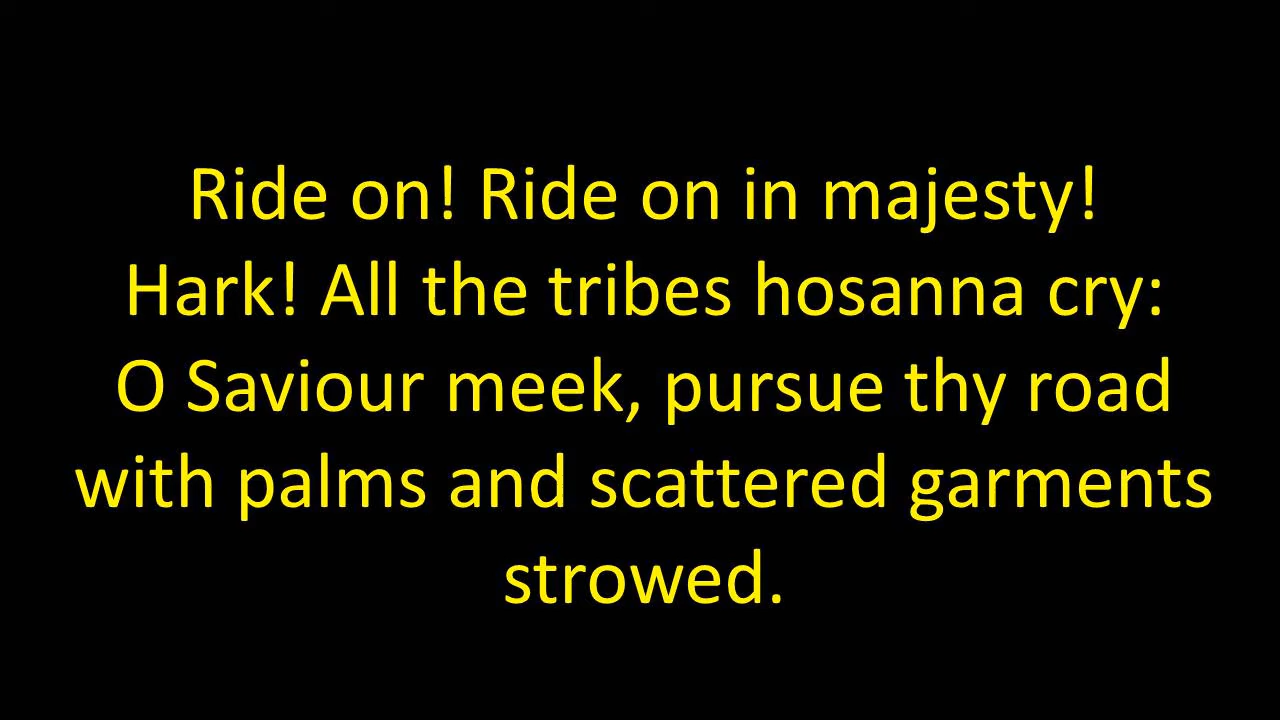 Ride on! Ride on in majesty!
Hark! All the tribes hosanna cry:
O Saviour meek, pursue thy road
with palms and scattered garments
strowed.